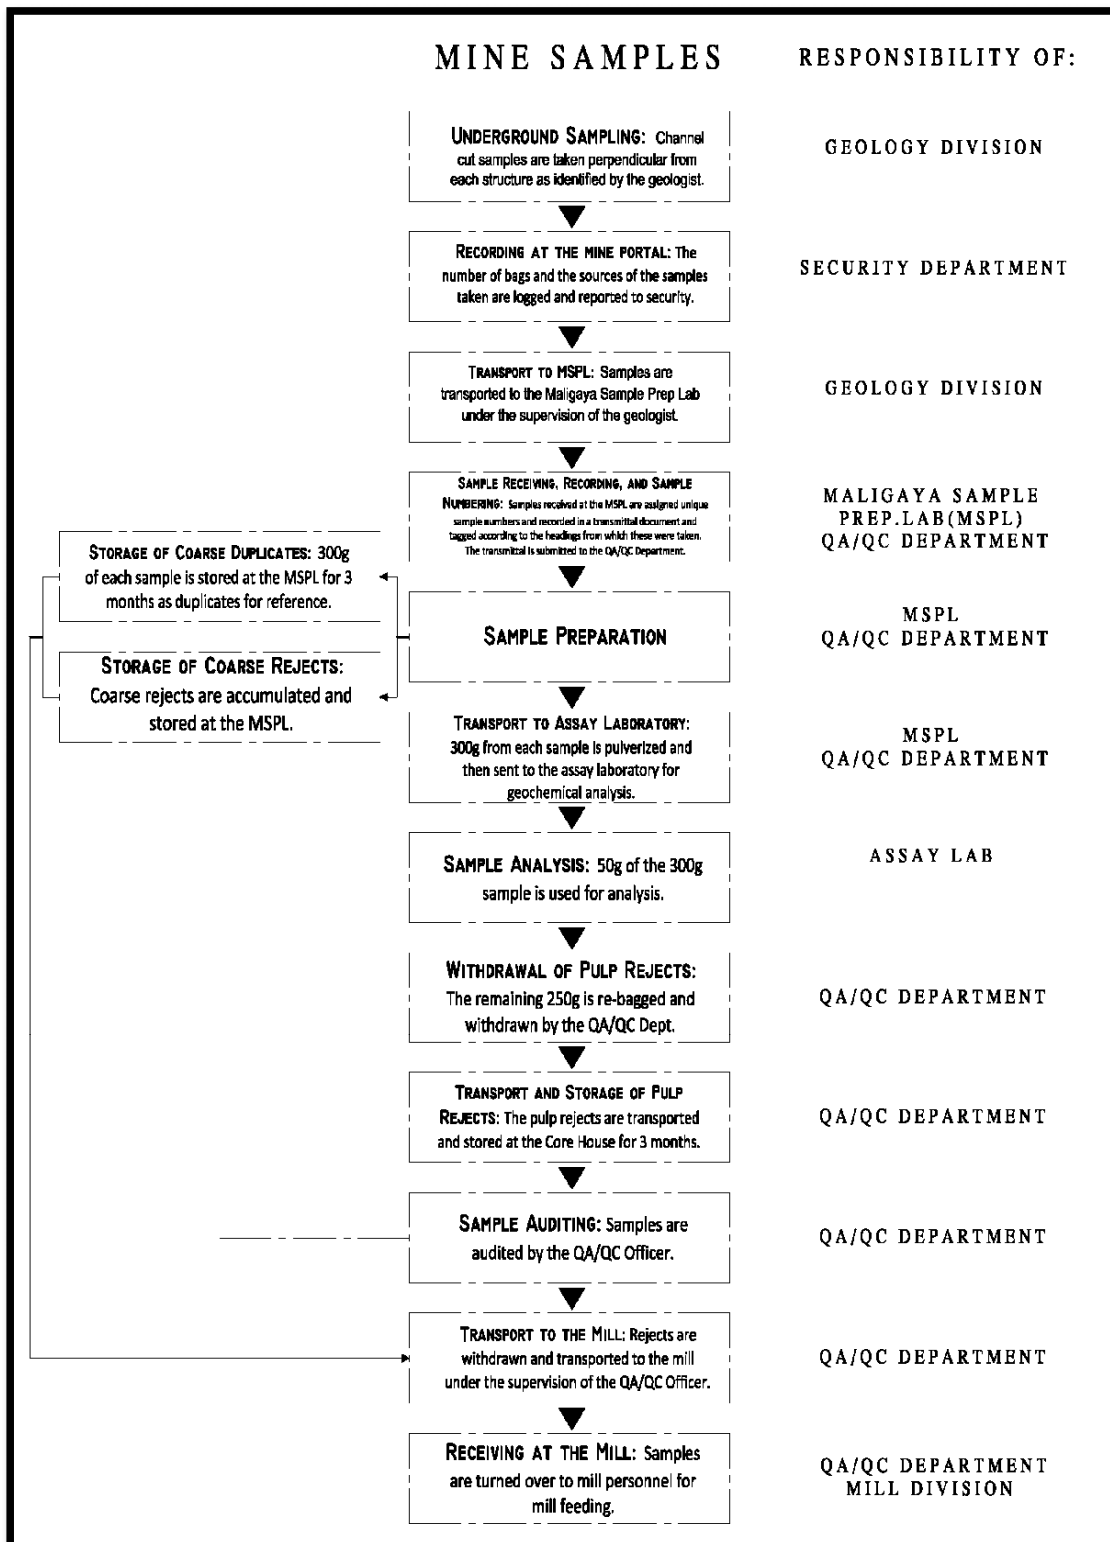 MINE SAMPLES
RESPONSIBILITY OF:
UNDERGROUND SAMPLING: Channel
cut samples are taken perpendicular from
each structure as identified by the geologist.
GEOLOGY DIVISION
RECORDING AT THE MINE PORTAL: The
number of bags and the sources of the samples
taken are logged and reported to security.
SECURITY DEPARTMENT
TRANSPORT TO MSPL: Samples are
transported to the Maligaya Sample Prep Lab
under the supervision of the geologist.
GEOLOGY DIVISION
SAMPLE RECEIVING, RECORDING, AND SAMPLE
NUMBERING: Samples received at the MSPL are assigned unique
sample numbers and recorded in a transmittal document and
tagged according to the headings from which these were taken.
The transmittal is submitted to the QA/QC Department.
MALIGAYA SAMPLE
PREP.LAB(MSPL)
QA/QC DEPARTMENT
STORAGE OF COARSE DUPLICATES: 300g
of each sample is stored at the MSPL for 3
months as duplicates for reference.
SAMPLE PREPARATION
MSPL
QA/QC DEPARTMENT
STORAGE OF COARSE REJECTS:
Coarse rejects are accumulated and
stored at the MSPL.
TRANSPORT TO ASSAY LABORATORY:
300g from each sample is pulverized and
then sent to the assay laboratory for
geochemical analysis.
MSPL
QA/QC DEPARTMENT
SAMPLE ANALYSIS: 50g of the 300g
sample is used for analysis.
ASSAY LAB
WITHDRAWAL OF PULP REJECTS:
The remaining 250g is re-bagged and
withdrawn by the QA/QC Dept.
QA/QC DEPARTMENT
TRANSPORT AND STORAGE OF PULP
REJECTS: The pulp rejects are transported
and stored at the Core House for 3 months.
QA/QC DEPARTMENT
SAMPLE AUDITING: Samples are
audited by the QA/QC Officer.
QA/QC DEPARTMENT
TRANSPORT TO THE MILL: Rejects are
withdrawn and transported to the mill
under the supervision of the QA/QC Officer.
QA/QC DEPARTMENT
RECEIVING AT THE MILL: Samples
are turned over to mill personnel for
mill feeding.
QA/QC DEPARTMENT
MILL DIVISION